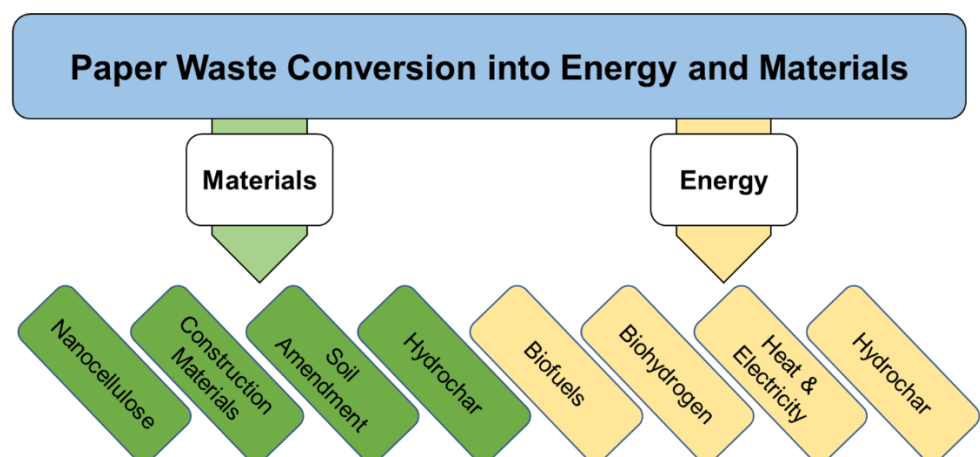 Paper Waste Conversion into Energy and Materials
Materials
Energy
Nanocellulose
Construction
Materials
Soil
Amendment
Hydrochar
Biofuels
Biohydrogen
Heat &
Electricity
Hydrochar